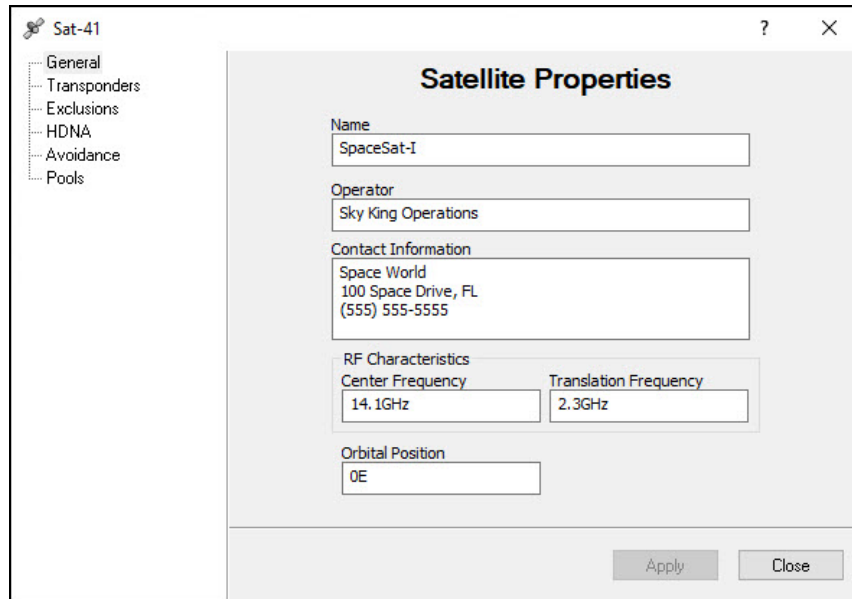 Sat-41
?
General
Transponders
Exclusions
HDNA
Avoidance
Pools
Satellite Properties
Name
SpaceSat-I
Operator
Sky King Operations
Contact Information
Space World
100 Space Drive, FL
(555) 555-5555
RF Characteristics
Center Frequency
14.1GHz
Translation Frequency
2.3GHz
Orbital Position
0E
Apply
Close